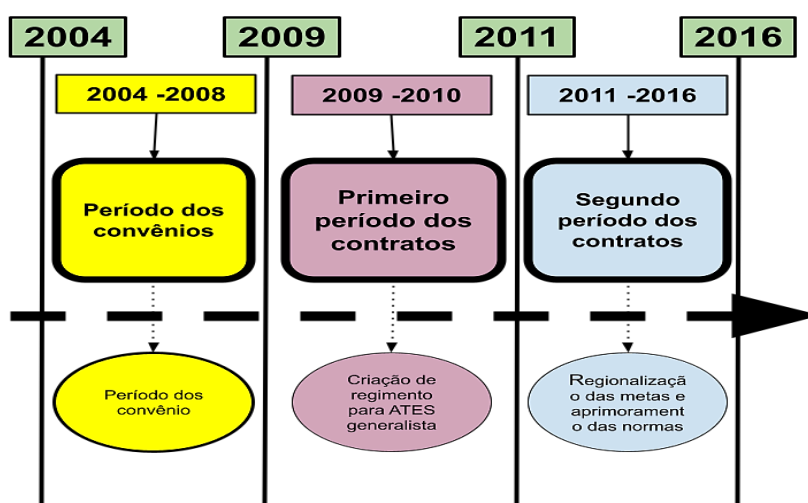 2004
2009
2011
2016
2004 -2008
2009 -2010
2011 -2016
Período dos
convênios
Primeiro
período dos
contratos
Segundo
período dos
contratos
Período dos
convênio
Criação de
regimento
para ATES
generalista
Regionalizaçã
o das metas e
aprimorament
o das normas